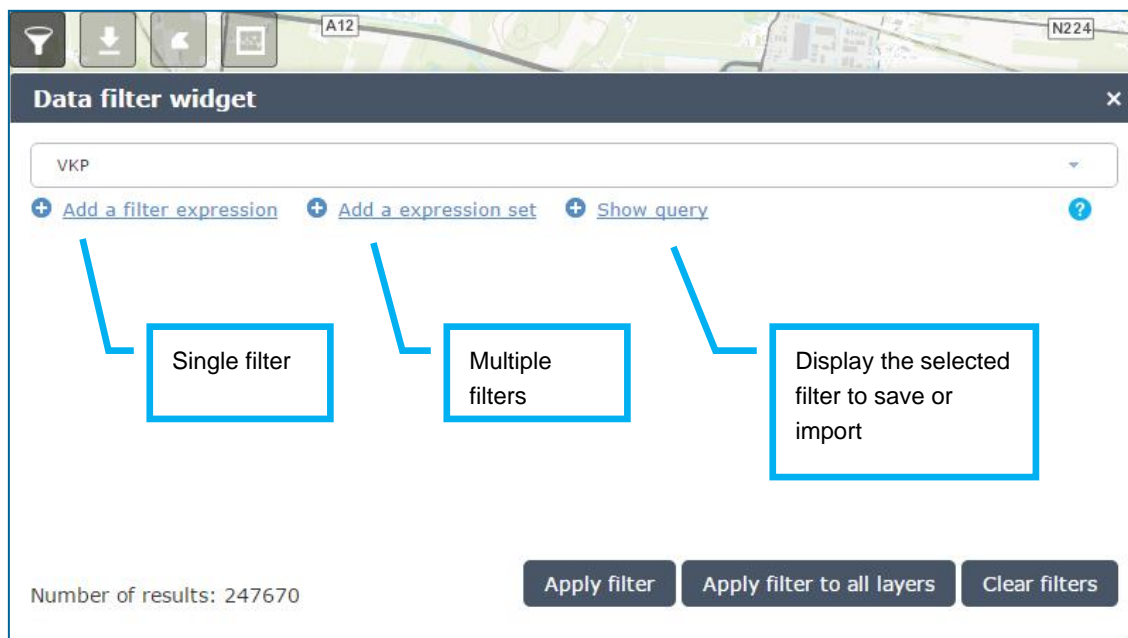 A12
N224
Data filter widget ×
VKP
Add a filter expression Add a expression set Show query ?
Single filter
Multiple
filters
Display the selected
filter to save or
import
Number of results: 247670
Apply filter Apply filter to all layers Clear filters